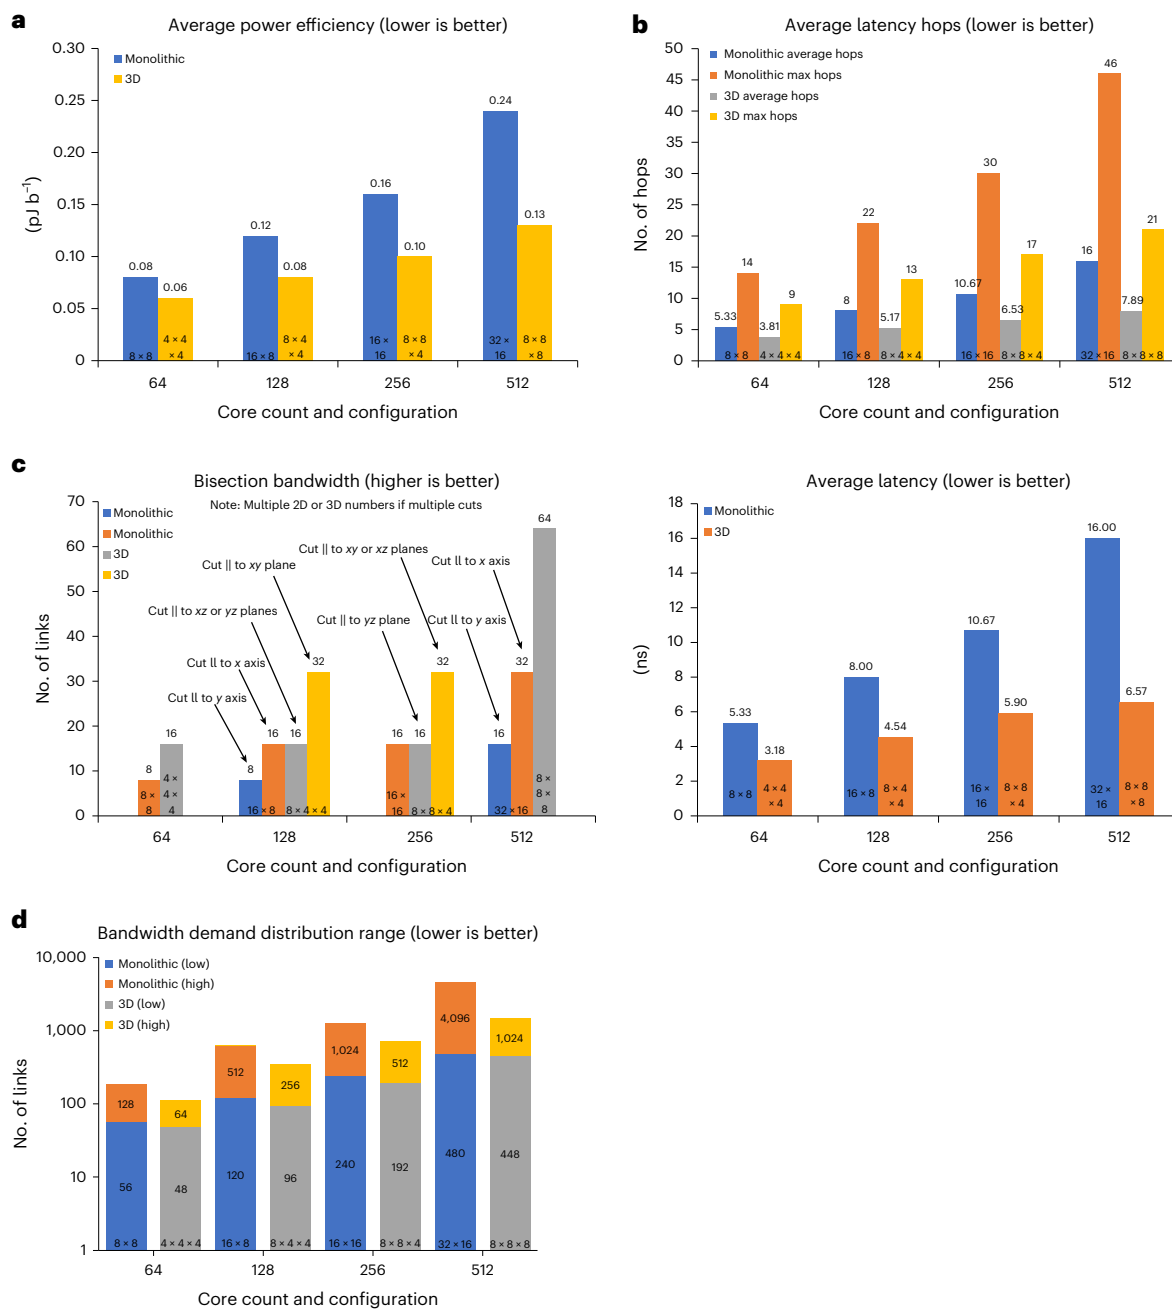 a
Average power efficiency (lower is better)
0.30
0.25
0.20
0.15
0.10
0.05
0
(pJ b⁻¹)
Monolithic
3D
0.08
0.06
0.12
0.08
0.16
0.10
0.24
0.13
8 × 8
4 × 4
× 4
16 × 8
8 × 4
× 4
16 ×
16
8 × 8
× 4
32 ×
16
8 × 8
× 8
64
128
256
512
Core count and configuration
b
Average latency hops (lower is better)
50
45
40
35
30
25
20
15
10
5
0
No. of hops
Monolithic average hops
Monolithic max hops
3D average hops
3D max hops
5.33
14
3.81
9
8
22
5.17
13
10.67
30
6.53
17
16
46
7.89
21
8 × 8
4 × 4 × 4
16 × 8
8 × 4 × 4
16 × 16
8 × 8 × 4
32 × 16
8 × 8 × 8
64
128
256
512
Core count and configuration
c
Bisection bandwidth (higher is better)
Note: Multiple 2D or 3D numbers if multiple cuts
70
60
50
40
30
20
10
0
No. of links
Monolithic
Monolithic
3D
3D
Cut || to xy plane
Cut || to xz or yz planes
Cut ll to x axis
Cut ll to y axis
Cut || to xy or xz planes
Cut || to yz plane
Cut ll to x axis
Cut ll to y axis
8
16
8
16
16
32
16
16
32
16
32
64
8 ×
8
4 ×
4 ×
4
16 × 8
8 × 4 × 4
16 ×
16
8 × 8 × 4
32 × 16
8 ×
8 ×
8
64
128
256
512
Core count and configuration
Average latency (lower is better)
18
16
14
12
10
8
6
4
2
0
(ns)
Monolithic
3D
5.33
3.18
8.00
4.54
10.67
5.90
16.00
6.57
8 × 8
4 × 4
× 4
16 × 8
8 × 4
× 4
16 ×
16
8 × 8
× 4
32 ×
16
8 × 8
× 8
64
128
256
512
Core count and configuration
d
Bandwidth demand distribution range (lower is better)
10,000
1,000
100
10
1
No. of links
Monolithic (low)
Monolithic (high)
3D (low)
3D (high)
128
56
64
48
512
120
256
96
1,024
240
512
192
4,096
480
1,024
448
8 × 8
4 × 4 × 4
16 × 8
8 × 4 × 4
16 × 16
8 × 8 × 4
32 × 16
8 × 8 × 8
64
128
256
512
Core count and configuration